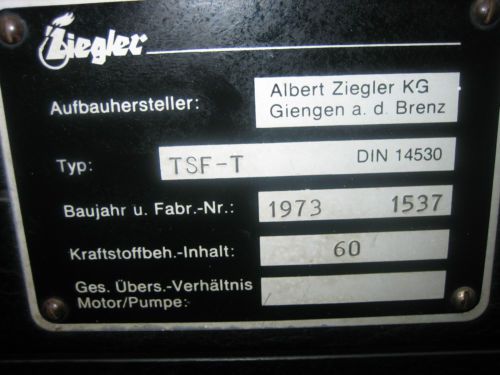 Ziegler
Aufbauhersteller: Albert Ziegler KG
Giengen a. d. Brenz
Typ: TSF-T DIN 14530
Baujahr u. Fabr.-Nr.: 1973 1537
Kraftstoffbeh.-Inhalt: 60
Ges. Übers.-Verhältnis
Motor/Pumpe: